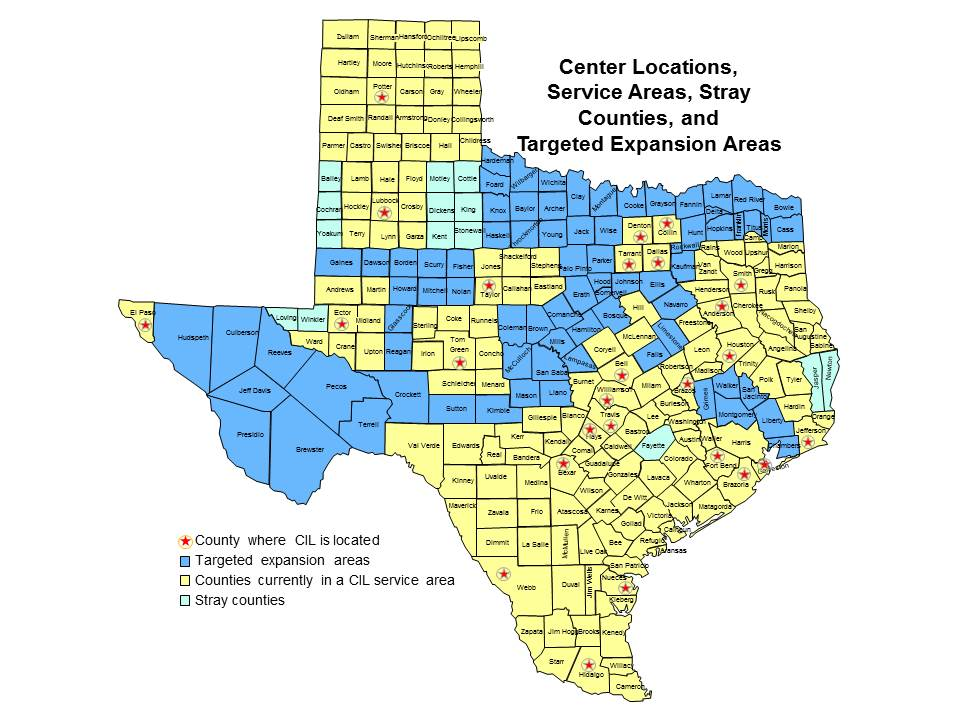 Center Locations,
Service Areas, Stray
Counties, and
Targeted Expansion Areas
Dallam Sherman Hansford Ochiltree Lipscomb
Hartley Moore Hutchins Roberts Hemphill
Oldham Potter Carson Gray Wheeler
Deaf Smith Randall Armstrong Donley Collingsworth
Parmer Castro Swisher Briscoe Hall Childress
Hardeman
Bailey Lamb Hale Floyd Motley Cottle Foard Wilbarger Wichita Clay Montague Cooke Grayson Fannin Lamar Red River Bowie
Cochran Hockley Lubbock Crosby Dickens King Knox Baylor Archer Delta Hopkins Franklin Titus Morris Cass
Yoakum Terry Lynn Garza Kent Stonewall Haskell Throckmorton Young Jack Wise Denton Collin Hunt Camp
Rockwall Rains Wood Upshur Marion
Gaines Dawson Borden Scurry Fisher Jones Shackelford Stephens Palo Pinto Parker Tarrant Dallas Kaufman Van Zandt Smith Gregg Harrison
Andrews Martin Howard Mitchell Nolan Taylor Callahan Eastland Erath Hood Somervell Johnson Ellis Henderson Rusk Panola
El Paso Hudspeth Culberson Reeves Loving Winkler Ector Midland Glasscock Sterling Coke Runnels Coleman Brown Comanche Hamilton Bosque Hill Navarro Freestone Anderson Cherokee Nacogdoches Shelby
Ward Crane Upton Reagan Irion Tom Green Concho McCulloch Mills Lampasas Coryell McLennan Limestone Falls Leon Houston Angelina San Augustine Sabine
Jeff Davis Pecos Crockett Schleicher Menard San Saba Burnet Bell Milam Robertson Madison Trinity Polk Tyler Jasper Newton
Presidio Brewster Terrell Sutton Kimble Mason Llano Williamson Burleson Brazos Grimes Walker San Jacinto Hardin Orange
Gillespie Blanco Travis Lee Washington Montgomery Liberty Jefferson
Val Verde Edwards Kerr Kendall Hays Bastrop Fayette Austin Waller Harris Chambers
Real Bandera Comal Caldwell Colorado Fort Bend Galveston
Kinney Uvalde Medina Bexar Guadalupe Gonzales Lavaca Wharton Brazoria
Maverick Zavala Frio Atascosa Wilson Karnes De Witt Jackson Matagorda
Dimmit La Salle McMullen Live Oak Bee Goliad Victoria Calhoun
Refugio Aransas
San Patricio
Webb Duval Jim Wells Nueces
Kleberg
Zapata Jim Hogg Brooks Kenedy
Starr Hidalgo Willacy
Cameron
County where CIL is located
Targeted expansion areas
Counties currently in a CIL service area
Stray counties